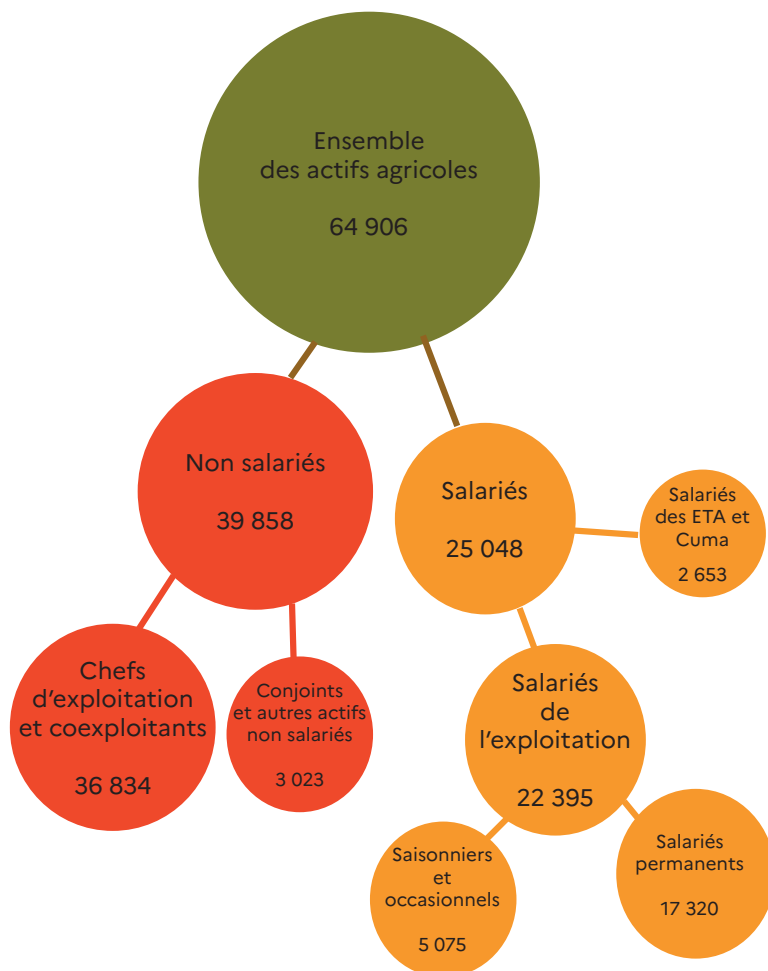 Ensemble
des actifs agricoles
64 906
Non salariés
39 858
Salariés
25 048
Salariés
des ETA et
Cuma
2 653
Chefs
d'exploitation
et coexploitants
36 834
Conjoints
et autres actifs
non salariés
3 023
Salariés
de
l'exploitation
22 395
Saisonniers
et
occasionnels
5 075
Salariés
permanents
17 320